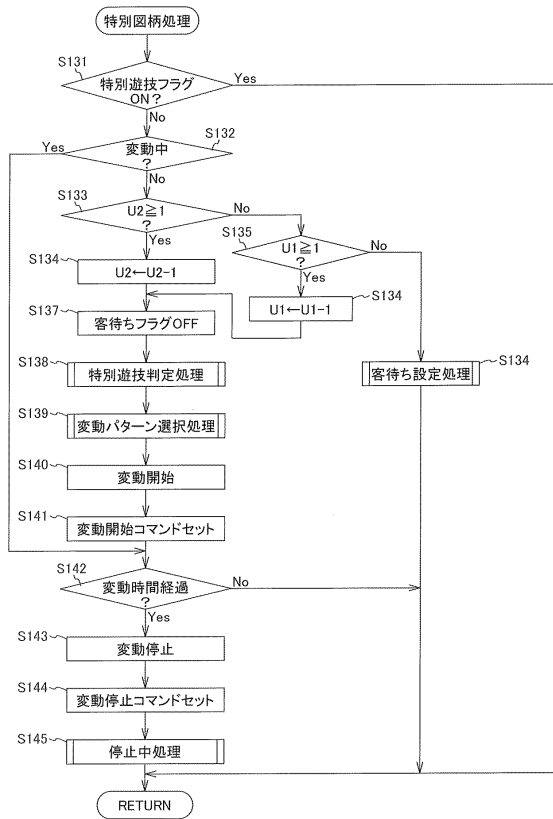 特別図柄処理
S131
特別遊技フラグ
ON?
Yes
No
S132
変動中
?
Yes
No
S133
U2≧1
?
No
Yes
S135
U1≧1
?
No
Yes
S134
U2←U2-1
S134
U1←U1-1
S137
客待ちフラグOFF
S134
客待ち設定処理
S138
特別遊技判定処理
S139
変動パターン選択処理
S140
変動開始
S141
変動開始コマンドセット
S142
変動時間経過
?
No
Yes
S143
変動停止
S144
変動停止コマンドセット
S145
停止中処理
RETURN